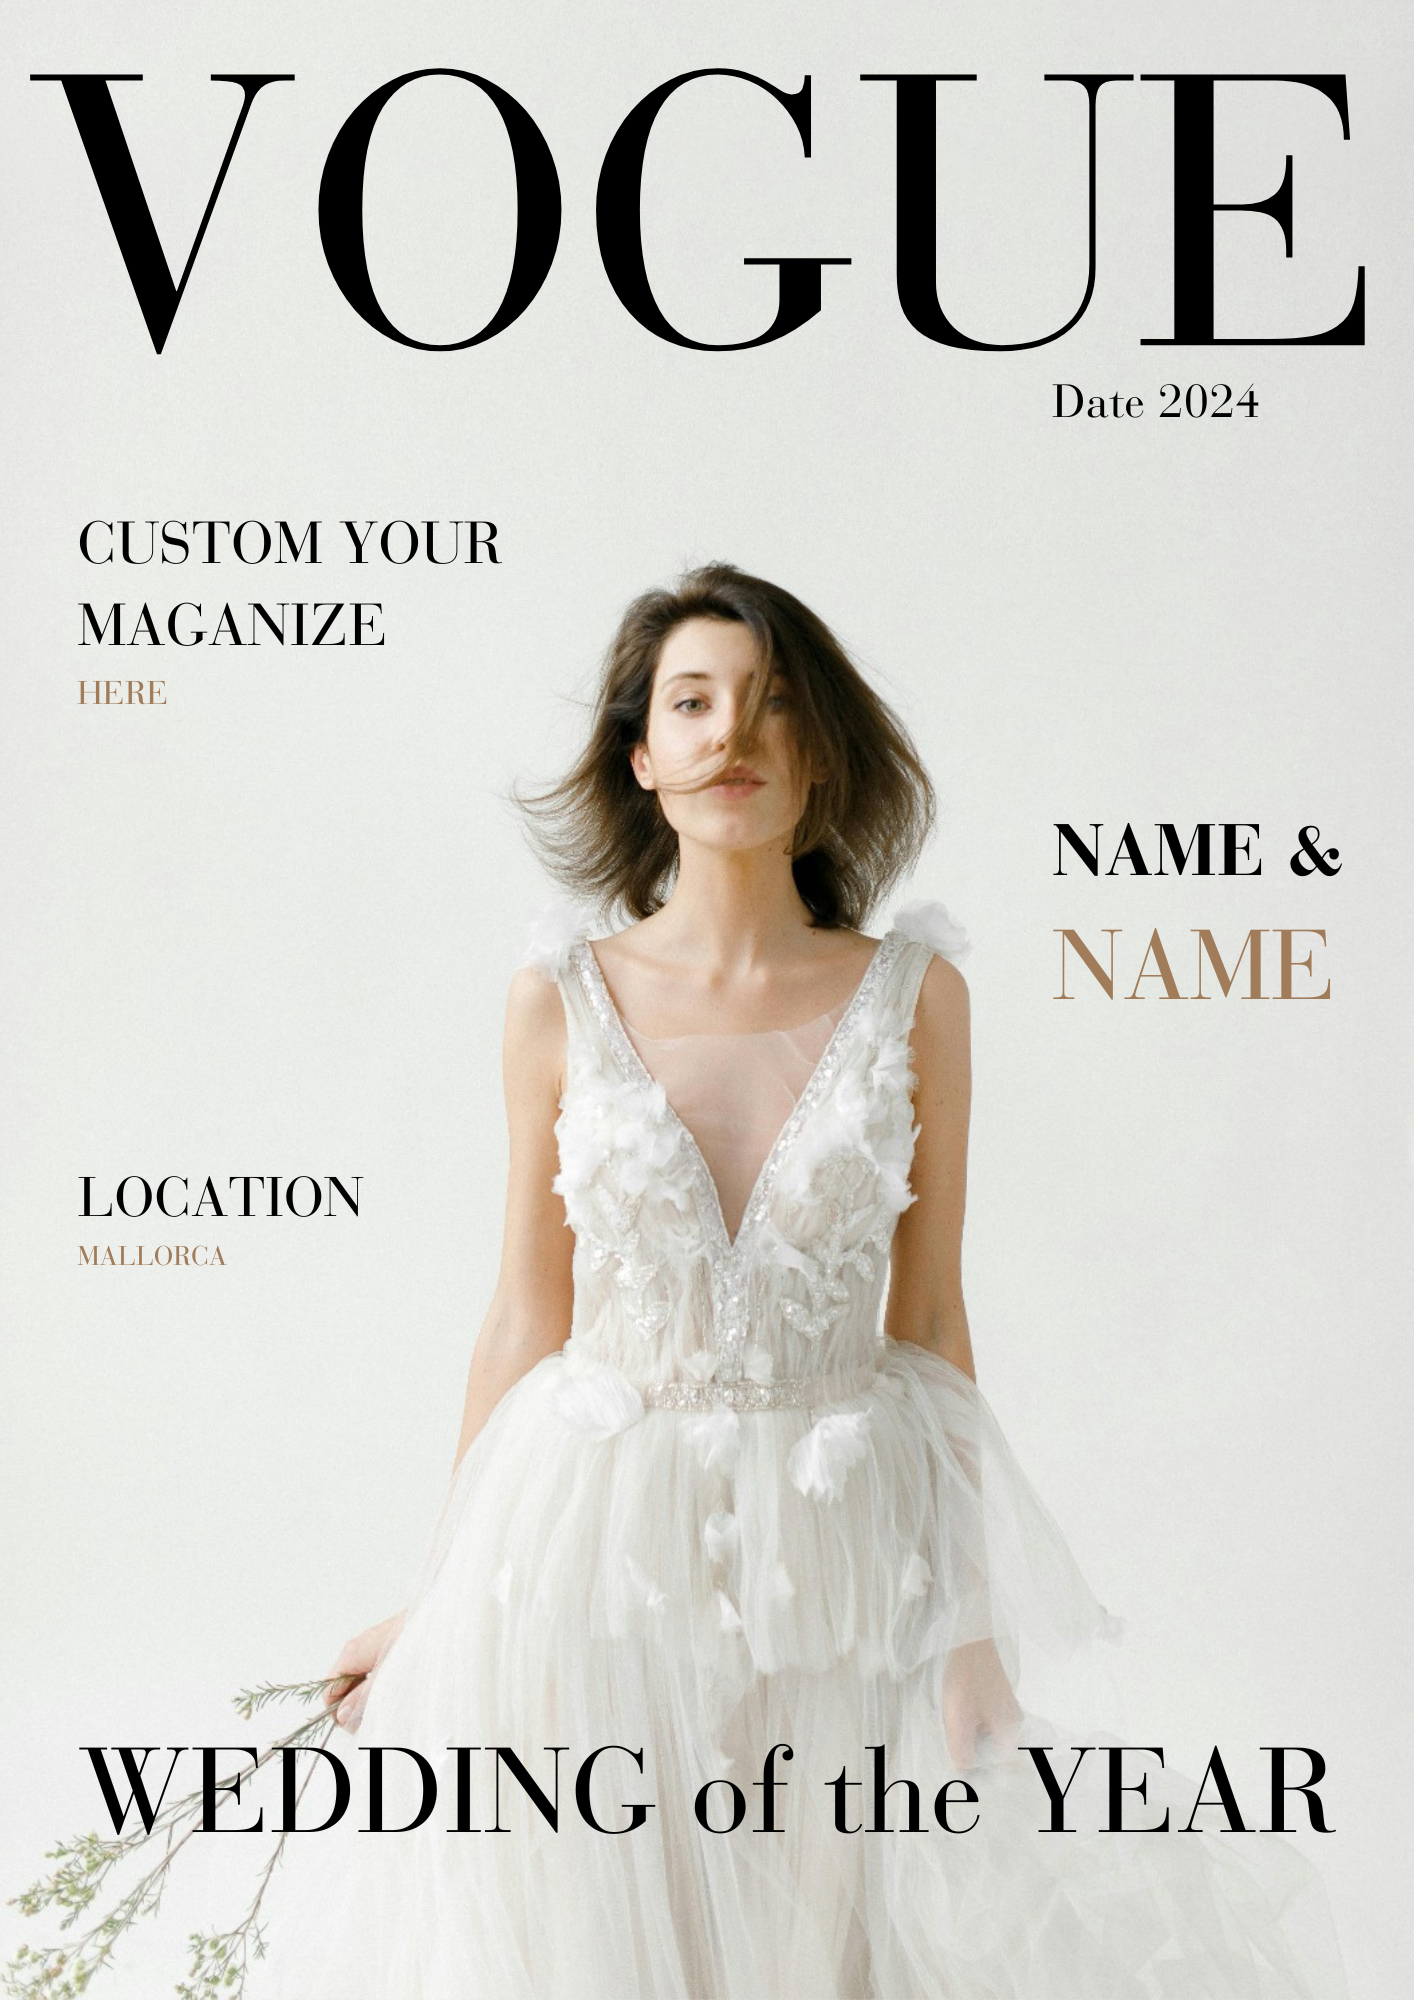 VOGUE
Date 2024
CUSTOM YOUR
MAGANIZE
HERE
NAME &
NAME
LOCATION
MALLORCA
WEDDING of the YEAR